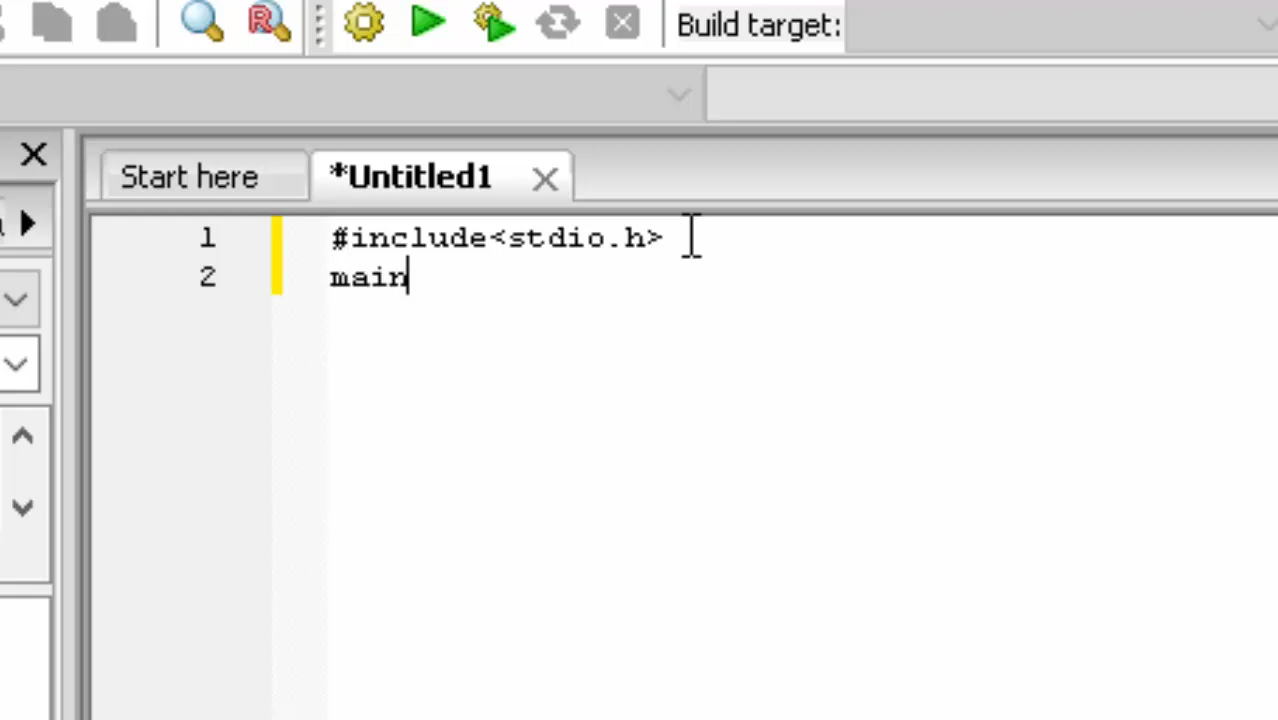 Build target:
Start here
*Untitled1
1 #include<stdio.h>
2 main